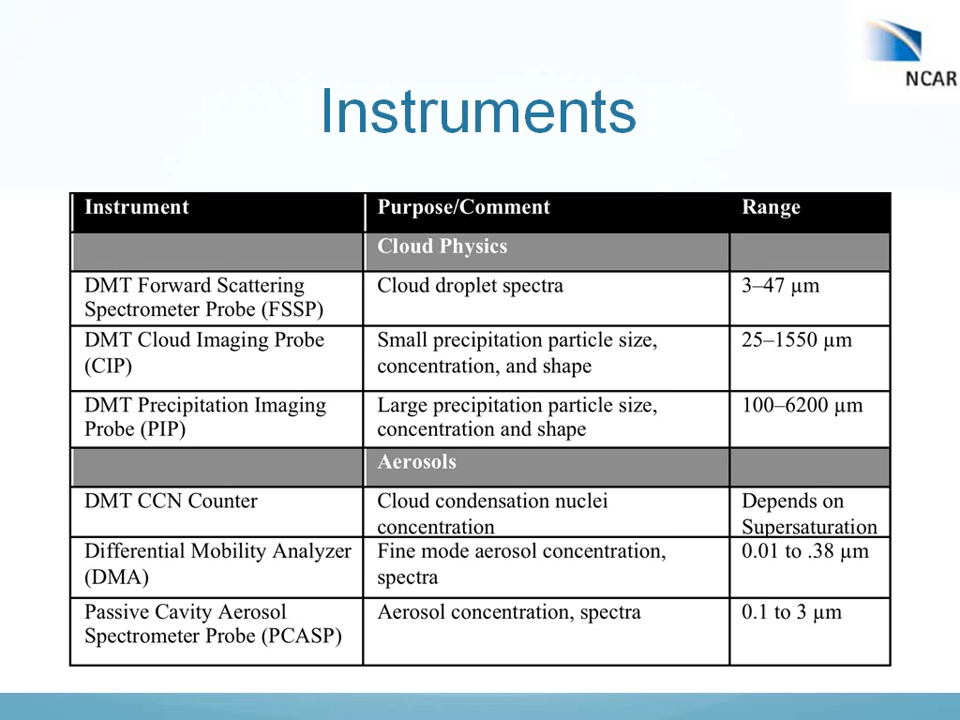 NCAR
Instruments
Instrument Purpose/Comment Range
Cloud Physics
DMT Forward Scattering Cloud droplet spectra 3–47 µm
Spectrometer Probe (FSSP)
DMT Cloud Imaging Probe Small precipitation particle size, 25–1550 µm
(CIP) concentration, and shape
DMT Precipitation Imaging Large precipitation particle size, 100–6200 µm
Probe (PIP) concentration and shape
Aerosols
DMT CCN Counter Cloud condensation nuclei Depends on
concentration Supersaturation
Differential Mobility Analyzer Fine mode aerosol concentration, 0.01 to .38 µm
(DMA) spectra
Passive Cavity Aerosol Aerosol concentration, spectra 0.1 to 3 µm
Spectrometer Probe (PCASP)